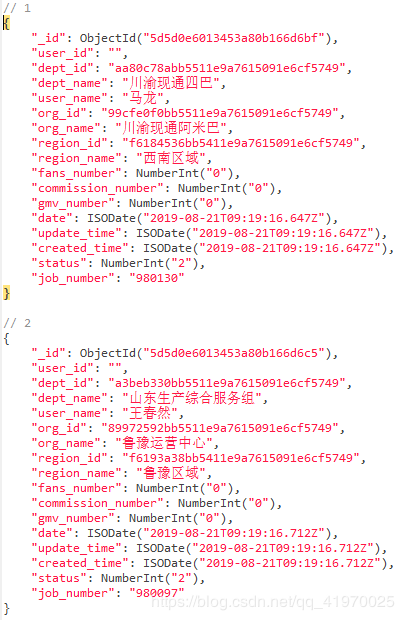 // 1
{
"_id": ObjectId("5d5d0e6013453a80b166d6bf"),
"user_id": "",
"dept_id": "aa80c78abb5511e9a7615091e6cf5749",
"dept_name": "川渝现通四巴",
"user_name": "马龙",
"org_id": "99cfe0f0bb5511e9a7615091e6cf5749",
"org_name": "川渝现通阿米巴",
"region_id": "f6184536bb5411e9a7615091e6cf5749",
"region_name": "西南区域",
"fans_number": NumberInt("0"),
"commission_number": NumberInt("0"),
"gmv_number": NumberInt("0"),
"date": ISODate("2019-08-21T09:19:16.647Z"),
"update_time": ISODate("2019-08-21T09:19:16.647Z"),
"created_time": ISODate("2019-08-21T09:19:16.647Z"),
"status": NumberInt("2"),
"job_number": "980130"
}
// 2
{
"_id": ObjectId("5d5d0e6013453a80b166d6c5"),
"user_id": "",
"dept_id": "a3beb330bb5511e9a7615091e6cf5749",
"dept_name": "山东生产综合服务组",
"user_name": "王春然",
"org_id": "89972592bb5511e9a7615091e6cf5749",
"org_name": "鲁豫运营中心",
"region_id": "f6193a38bb5411e9a7615091e6cf5749",
"region_name": "鲁豫区域",
"fans_number": NumberInt("0"),
"commission_number": NumberInt("0"),
"gmv_number": NumberInt("0"),
"date": ISODate("2019-08-21T09:19:16.712Z"),
"update_time": ISODate("2019-08-21T09:19:16.712Z"),
"created_time": ISODate("2019-08-21T09:19:16.712Z"),
"status": NumberInt("2"),
"job_number": "980097"
}
https://blog.csdn.net/qq_41970025